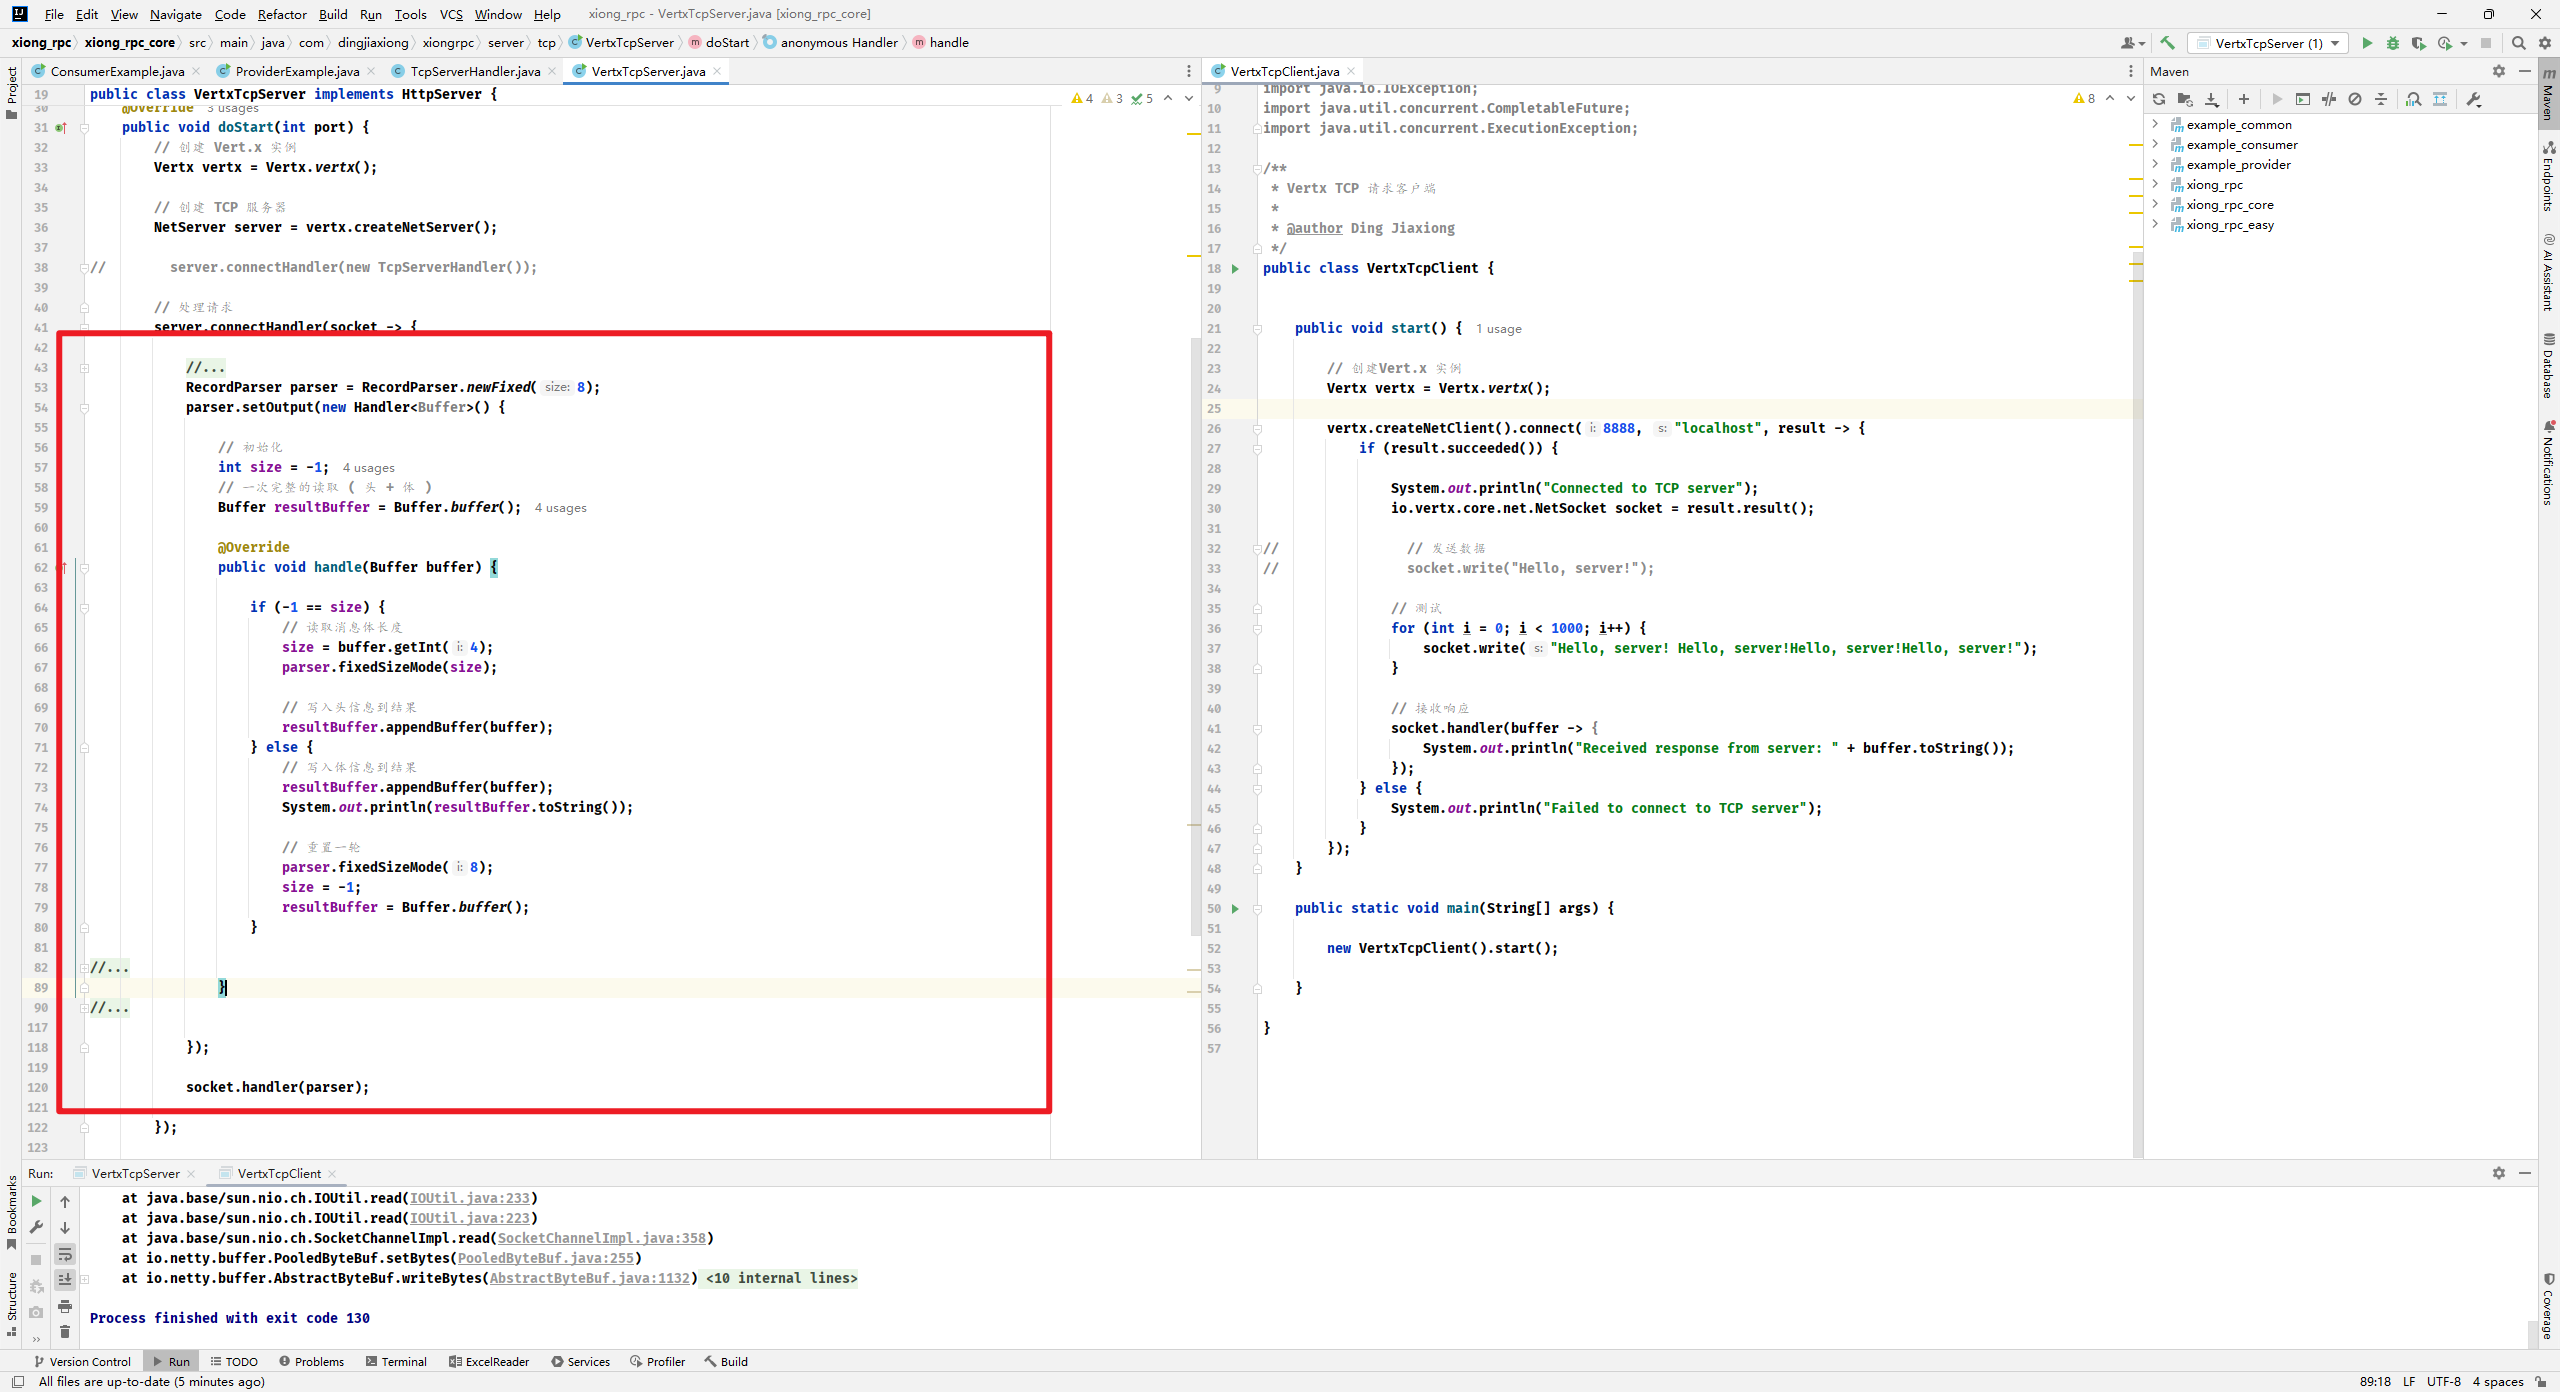 File Edit View Navigate Code Refactor Build Run Tools VCS Window Help xiong_rpc - VertxTcpServer.java [xiong_rpc_core]
xiong_rpc xiong_rpc_core src main java com dingjiaxiong xiongrpc server tcp VertxTcpServer doStart anonymous Handler handle VertxTcpServer (1)
Project
ConsumerExample.java ProviderExample.java TcpServerHandler.java VertxTcpServer.java
19 public class VertxTcpServer implements HttpServer {
4 3 5
30 @Override 3 usages
31 public void doStart(int port) {
32 // 创建 Vert.x 实例
33 Vertx vertx = Vertx.vertx();
34
35 // 创建 TCP 服务器
36 NetServer server = vertx.createNetServer();
37
38 // server.connectHandler(new TcpServerHandler());
39
40 // 处理请求
41 server.connectHandler(socket -> {
42
43 //...
53 RecordParser parser = RecordParser.newFixed( size: 8);
54 parser.setOutput(new Handler<Buffer>() {
55
56 // 初始化
57 int size = -1; 4 usages
58 // 一次完整的读取 ( 头 + 体 )
59 Buffer resultBuffer = Buffer.buffer(); 4 usages
60
61 @Override
62 public void handle(Buffer buffer) {
63
64 if (-1 == size) {
65 // 读取消息体长度
66 size = buffer.getInt( i: 4);
67 parser.fixedSizeMode(size);
68
69 // 写入头信息到结果
70 resultBuffer.appendBuffer(buffer);
71 } else {
72 // 写入体信息到结果
73 resultBuffer.appendBuffer(buffer);
74 System.out.println(resultBuffer.toString());
75
76 // 重置一轮
77 parser.fixedSizeMode( i: 8);
78 size = -1;
79 resultBuffer = Buffer.buffer();
80 }
81
82 //...
89 }
90 //...
117
118 });
119
120 socket.handler(parser);
121
122 });
123
VertxTcpClient.java
8
9 import java.io.IOException;
10 import java.util.concurrent.CompletableFuture;
11 import java.util.concurrent.ExecutionException;
12
13 /**
14 * Vertx TCP 请求客户端
15 *
16 * @author Ding Jiaxiong
17 */
18 public class VertxTcpClient {
19
20
21 public void start() { 1 usage
22
23 // 创建Vert.x 实例
24 Vertx vertx = Vertx.vertx();
25
26 vertx.createNetClient().connect( i: 8888, s: "localhost", result -> {
27 if (result.succeeded()) {
28
29 System.out.println("Connected to TCP server");
30 io.vertx.core.net.NetSocket socket = result.result();
31
32 // // 发送数据
33 // socket.write("Hello, server!");
34
35 // 测试
36 for (int i = 0; i < 1000; i++) {
37 socket.write( s: "Hello, server! Hello, server!Hello, server!Hello, server!");
38 }
39
40 // 接收响应
41 socket.handler(buffer -> {
42 System.out.println("Received response from server: " + buffer.toString());
43 });
44 } else {
45 System.out.println("Failed to connect to TCP server");
46 }
47 });
48 }
49
50 public static void main(String[] args) {
51
52 new VertxTcpClient().start();
53
54 }
55
56 }
57
Maven
example_common
example_consumer
example_provider
xiong_rpc
xiong_rpc_core
xiong_rpc_easy
Maven
Endpoints
AI Assistant
Database
Notifications
Coverage
Bookmarks
Structure
Run: VertxTcpServer VertxTcpClient
at java.base/sun.nio.ch.IOUtil.read(IOUtil.java:233)
at java.base/sun.nio.ch.IOUtil.read(IOUtil.java:223)
at java.base/sun.nio.ch.SocketChannelImpl.read(SocketChannelImpl.java:358)
at io.netty.buffer.PooledByteBuf.setBytes(PooledByteBuf.java:255)
at io.netty.buffer.AbstractByteBuf.writeBytes(AbstractByteBuf.java:1132) <10 internal lines>
Process finished with exit code 130
Version Control Run TODO Problems Terminal ExcelReader Services Profiler Build
All files are up-to-date (5 minutes ago) 89:18 LF UTF-8 4 spaces